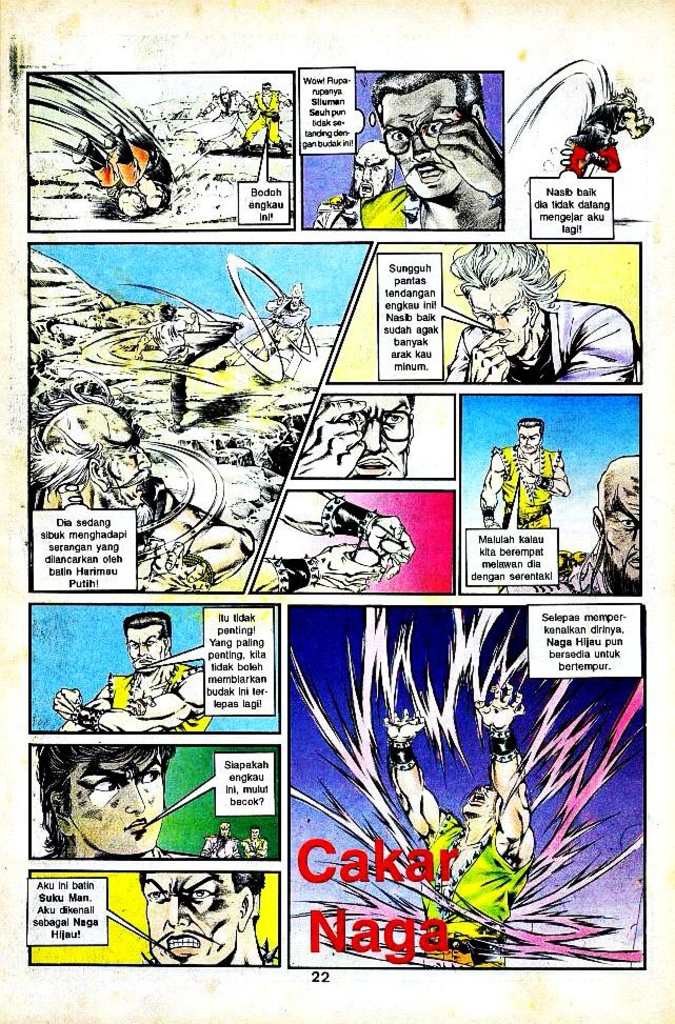 Bodoh
engkau
ini!
Wow! Rupa-
rupanya
Siluman
Sauh pun
tidak se-
tanding den-
gan budak ini!
Nasib baik
dia tidak datang
mengejar aku
lagi!
Sungguh
pantas
tendangan
engkau ini!
Nasib baik
sudah agak
banyak
arak kau
minum.
Dia sedang
sibuk menghadapi
serangan yang
dilancarkan oleh
batin Harimau
Putih!
Malulah kalau
kita berempat
melawan dia
dengan serentak!
Itu tidak
penting!
Yang paling
penting, kita
tidak boleh
membiarkan
budak ini ter-
lepas lagi!
Selepas memper-
kenalkan dirinya,
Naga Hijau pun
bersedia untuk
bertempur.
Siapakah
engkau
ini, mulut
becok?
Aku ini batin
Suku Man.
Aku dikenali
sebagai Naga
Hijau!
Cakar
Naga
22